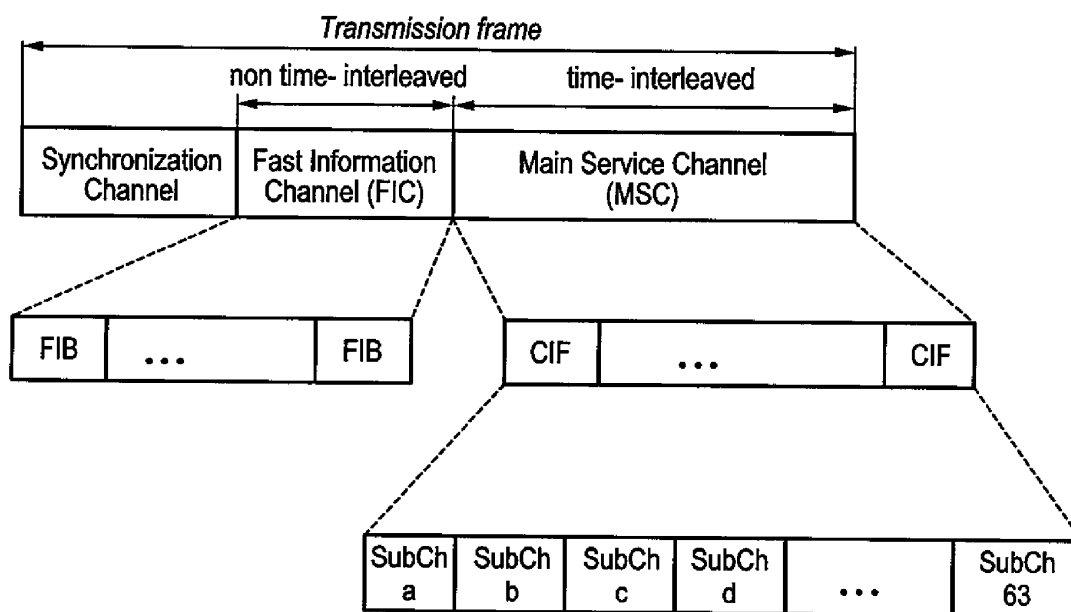 Transmission frame
non time- interleaved
time- interleaved
Synchronization
Channel
Fast Information
Channel (FIC)
Main Service Channel
(MSC)
FIB
...
FIB
CIF
...
CIF
SubCh
a
SubCh
b
SubCh
c
SubCh
d
...
SubCh
63